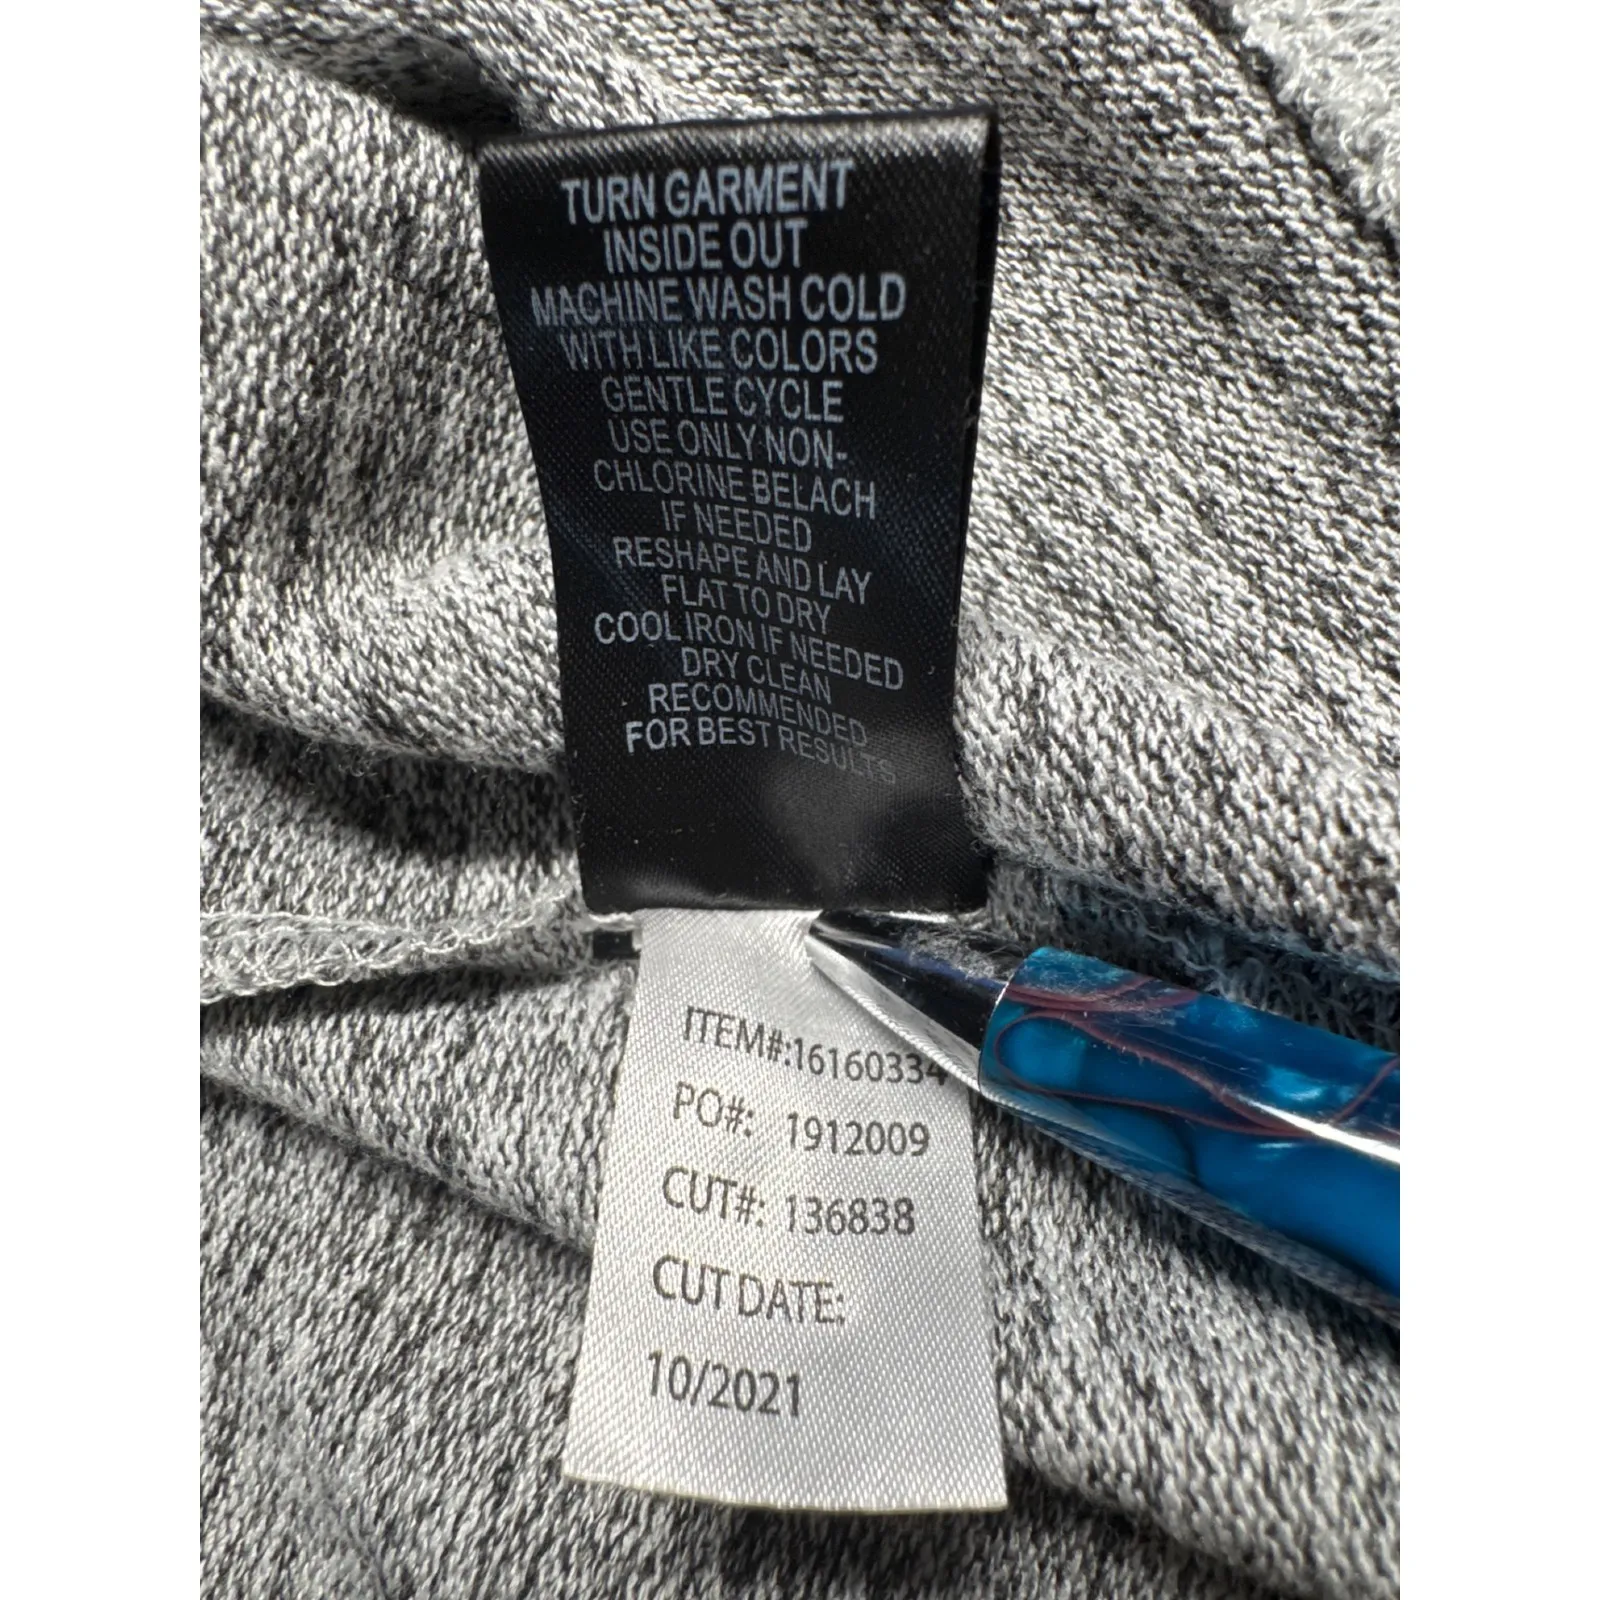 TURN GARMENT
INSIDE OUT
MACHINE WASH COLD
WITH LIKE COLORS
GENTLE CYCLE
USE ONLY NON-
CHLORINE BELACH
IF NEEDED
RESHAPE AND LAY
FLAT TO DRY
COOL IRON IF NEEDED
DRY CLEAN
RECOMMENDED
FOR BEST RESULTS
ITEM#:16160334
PO#: 1912009
CUT#: 136838
CUT DATE:
10/2021